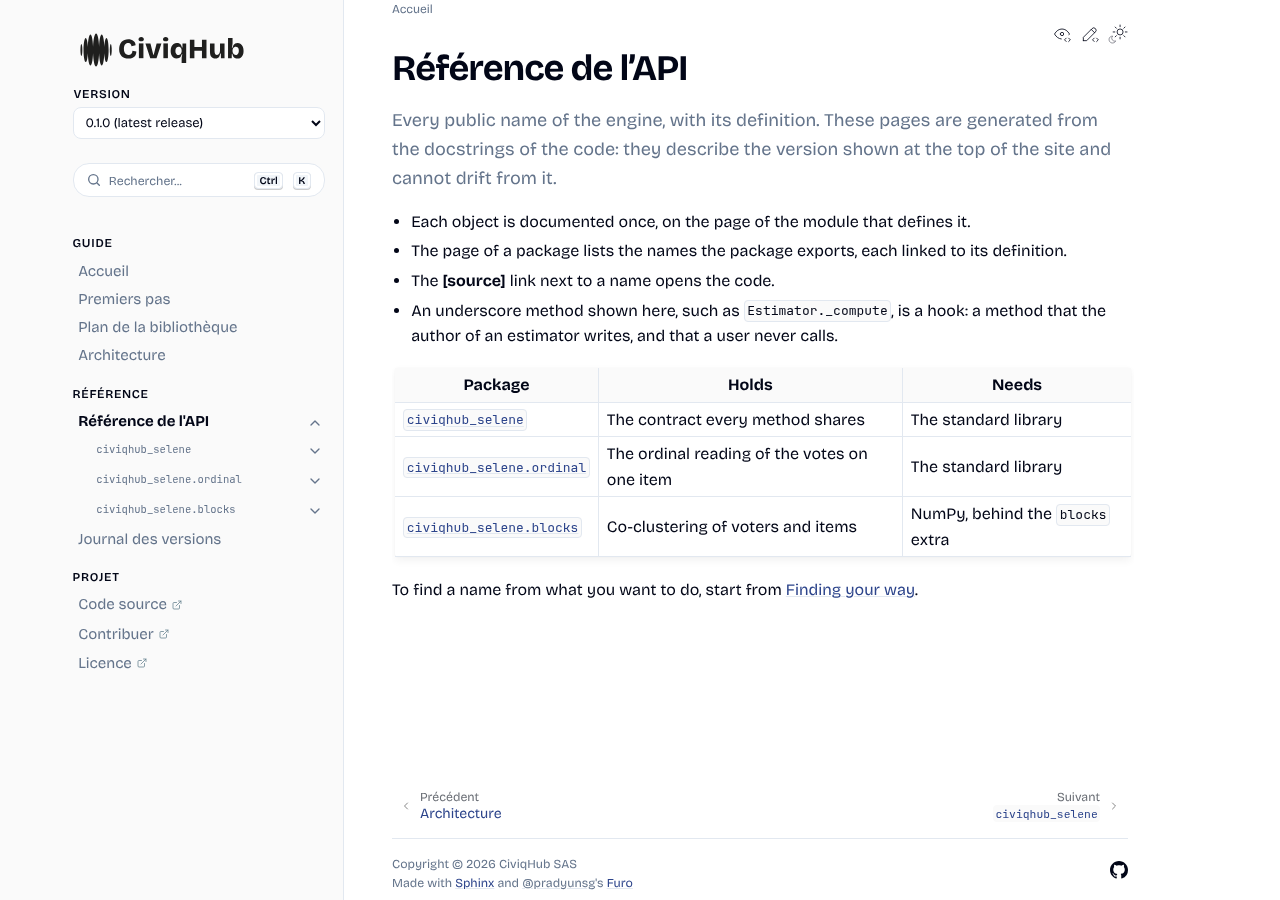 CiviqHub
VERSION
0.1.0 (latest release)
Rechercher...
Ctrl K
GUIDE
Accueil
Premiers pas
Plan de la bibliothèque
Architecture
RÉFÉRENCE
Référence de l'API
civiqhub_selene
civiqhub_selene.ordinal
civiqhub_selene.blocks
Journal des versions
PROJET
Code source
Contribuer
Licence
Accueil
Référence de l’API
Every public name of the engine, with its definition. These pages are generated from
the docstrings of the code: they describe the version shown at the top of the site and
cannot drift from it.
• Each object is documented once, on the page of the module that defines it.
• The page of a package lists the names the package exports, each linked to its definition.
• The [source] link next to a name opens the code.
• An underscore method shown here, such as Estimator._compute, is a hook: a method that the
author of an estimator writes, and that a user never calls.
Package Holds Needs
civiqhub_selene The contract every method shares The standard library
civiqhub_selene.ordinal The ordinal reading of the votes on
one item The standard library
civiqhub_selene.blocks Co-clustering of voters and items NumPy, behind the blocks
extra
To find a name from what you want to do, start from Finding your way.
Précédent
Architecture
Suivant
civiqhub_selene
Copyright © 2026 CiviqHub SAS
Made with Sphinx and @pradyunsg's Furo